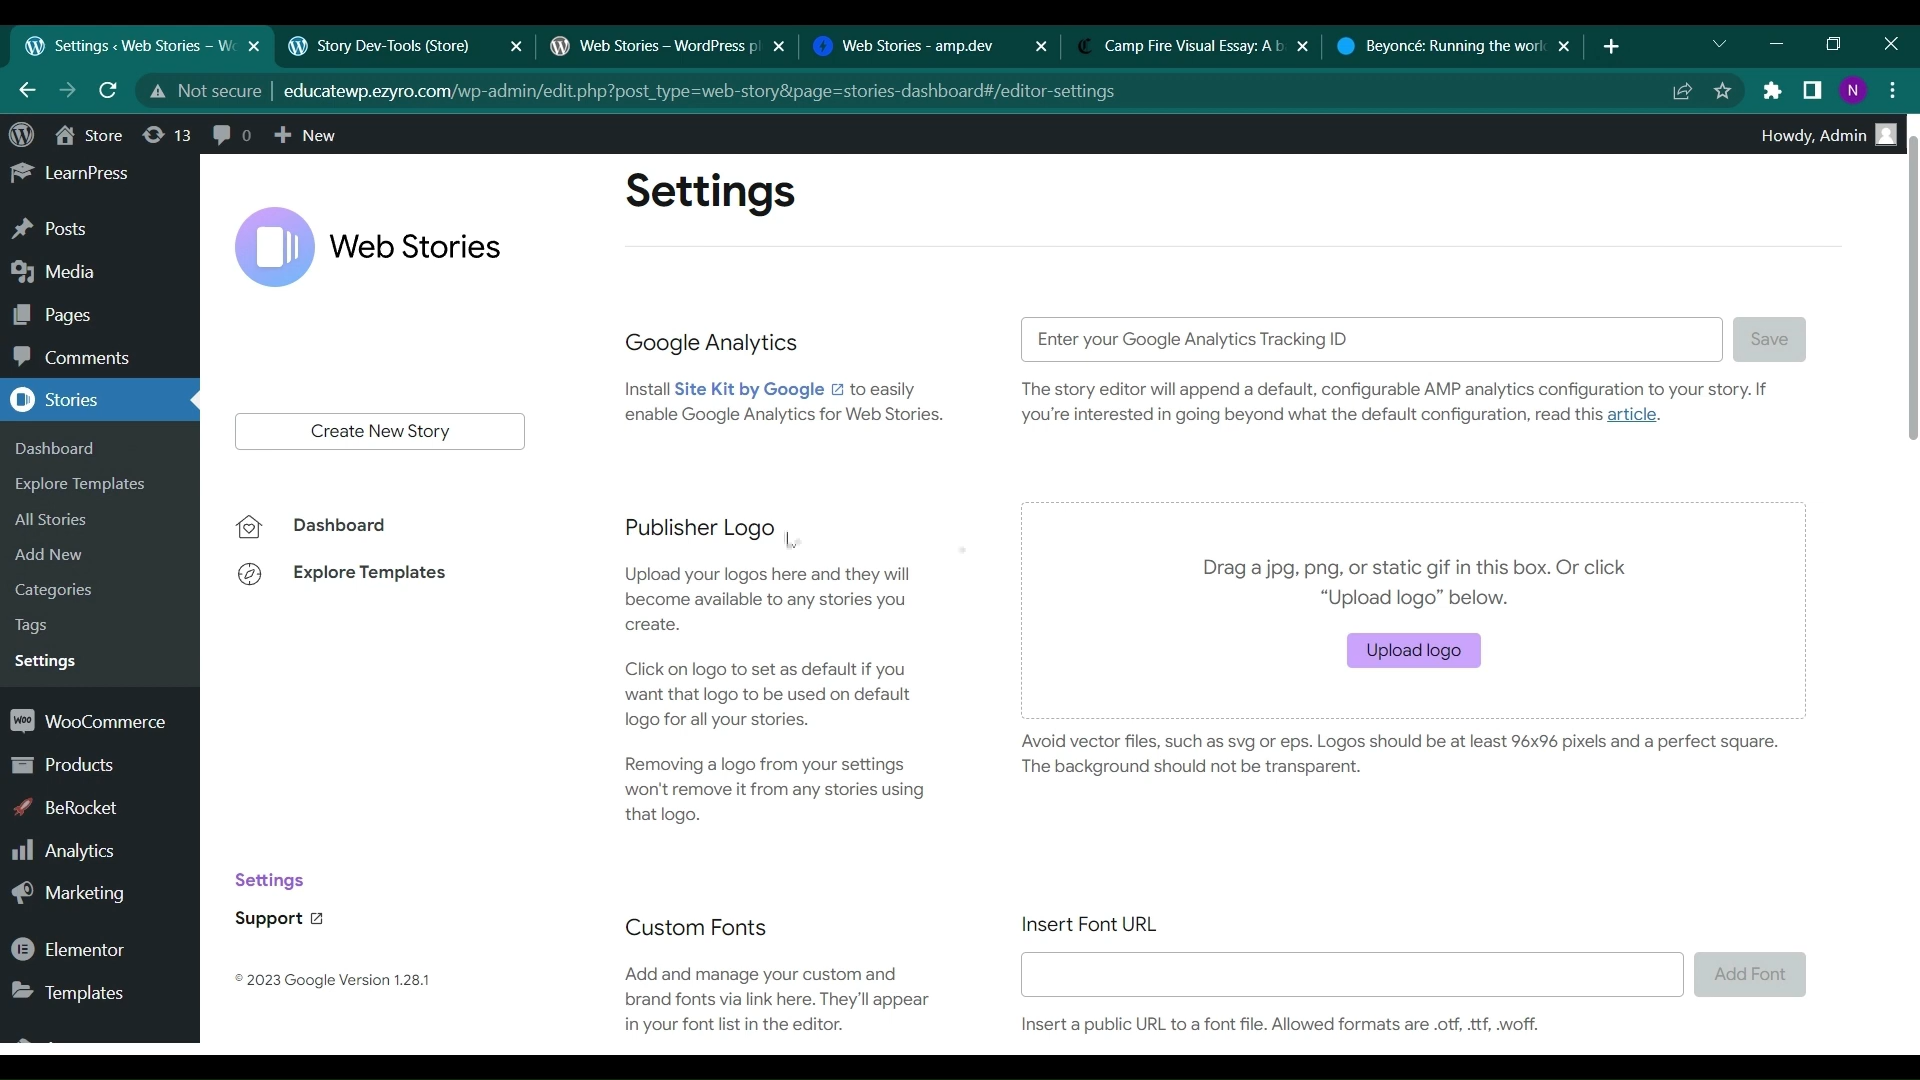 Settings ‹ Web Stories – Wo
Story Dev-Tools (Store)
Web Stories – WordPress pl
Web Stories - amp.dev
Camp Fire Visual Essay: A b
Beyoncé: Running the worl
Not secure
educatewp.ezyro.com/wp-admin/edit.php?post_type=web-story&page=stories-dashboard#/editor-settings
N
Store
13
0
New
Howdy, Admin
LearnPress
Posts
Media
Pages
Comments
Stories
Dashboard
Explore Templates
All Stories
Add New
Categories
Tags
Settings
WooCommerce
Products
BeRocket
Analytics
Marketing
Elementor
Templates
Web Stories
Create New Story
Dashboard
Explore Templates
Settings
Support
© 2023 Google Version 1.28.1
Settings
Google Analytics
Install Site Kit by Google to easily
enable Google Analytics for Web Stories.
Enter your Google Analytics Tracking ID
Save
The story editor will append a default, configurable AMP analytics configuration to your story. If
you’re interested in going beyond what the default configuration, read this article.
Publisher Logo
Upload your logos here and they will
become available to any stories you
create.
Click on logo to set as default if you
want that logo to be used on default
logo for all your stories.
Removing a logo from your settings
won't remove it from any stories using
that logo.
Drag a jpg, png, or static gif in this box. Or click
“Upload logo” below.
Upload logo
Avoid vector files, such as svg or eps. Logos should be at least 96x96 pixels and a perfect square.
The background should not be transparent.
Custom Fonts
Add and manage your custom and
brand fonts via link here. They’ll appear
in your font list in the editor.
Insert Font URL
Add Font
Insert a public URL to a font file. Allowed formats are .otf, .ttf, .woff.